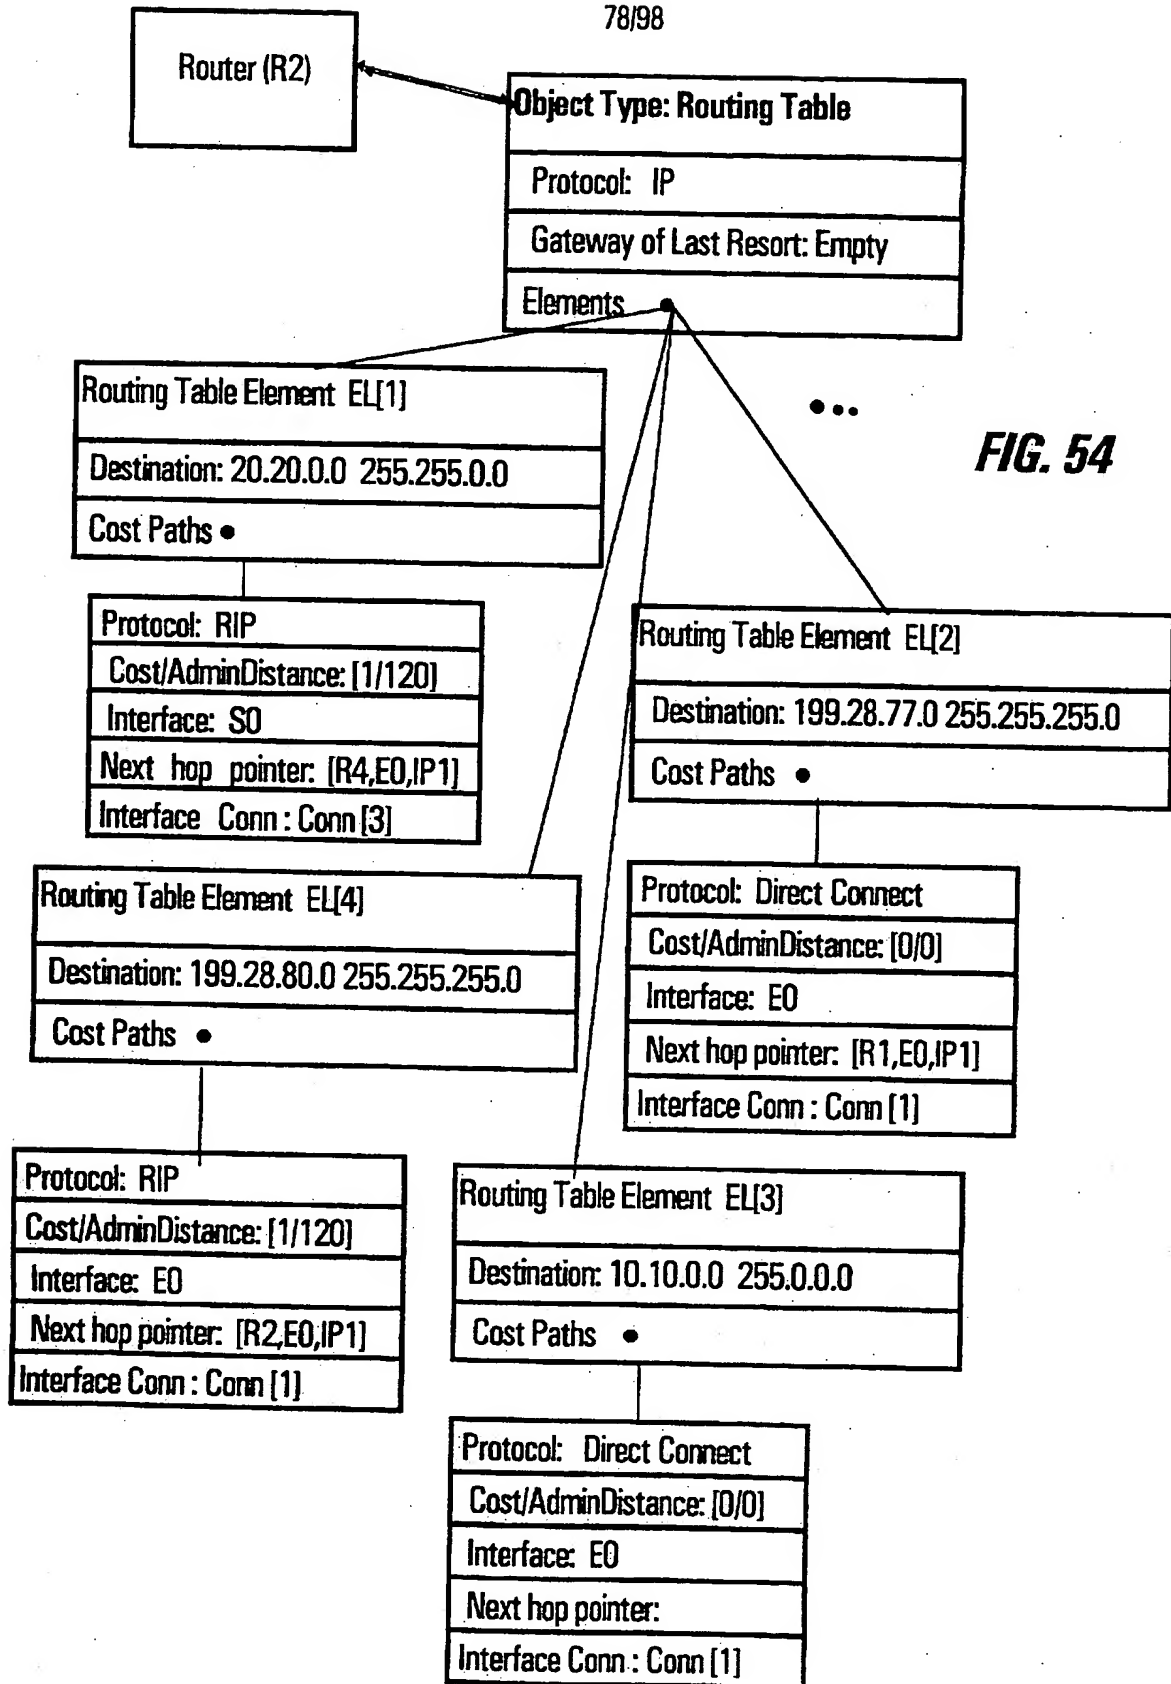 78/98
Router (R2)
Object Type: Routing Table
Protocol: IP
Gateway of Last Resort: Empty
Elements
FIG. 54
Routing Table Element EL[1]
Destination: 20.20.0.0 255.255.0.0
Cost Paths
Protocol: RIP
Cost/AdminDistance: [1/120]
Interface: S0
Next hop pointer: [R4,E0,IP1]
Interface Conn : Conn [3]
Routing Table Element EL[2]
Destination: 199.28.77.0 255.255.255.0
Cost Paths
Protocol: Direct Connect
Cost/AdminDistance: [0/0]
Interface: E0
Next hop pointer: [R1,E0,IP1]
Interface Conn : Conn [1]
Routing Table Element EL[4]
Destination: 199.28.80.0 255.255.255.0
Cost Paths
Protocol: RIP
Cost/AdminDistance: [1/120]
Interface: E0
Next hop pointer: [R2,E0,IP1]
Interface Conn : Conn [1]
Routing Table Element EL[3]
Destination: 10.10.0.0 255.0.0.0
Cost Paths
Protocol: Direct Connect
Cost/AdminDistance: [0/0]
Interface: E0
Next hop pointer:
Interface Conn : Conn [1]